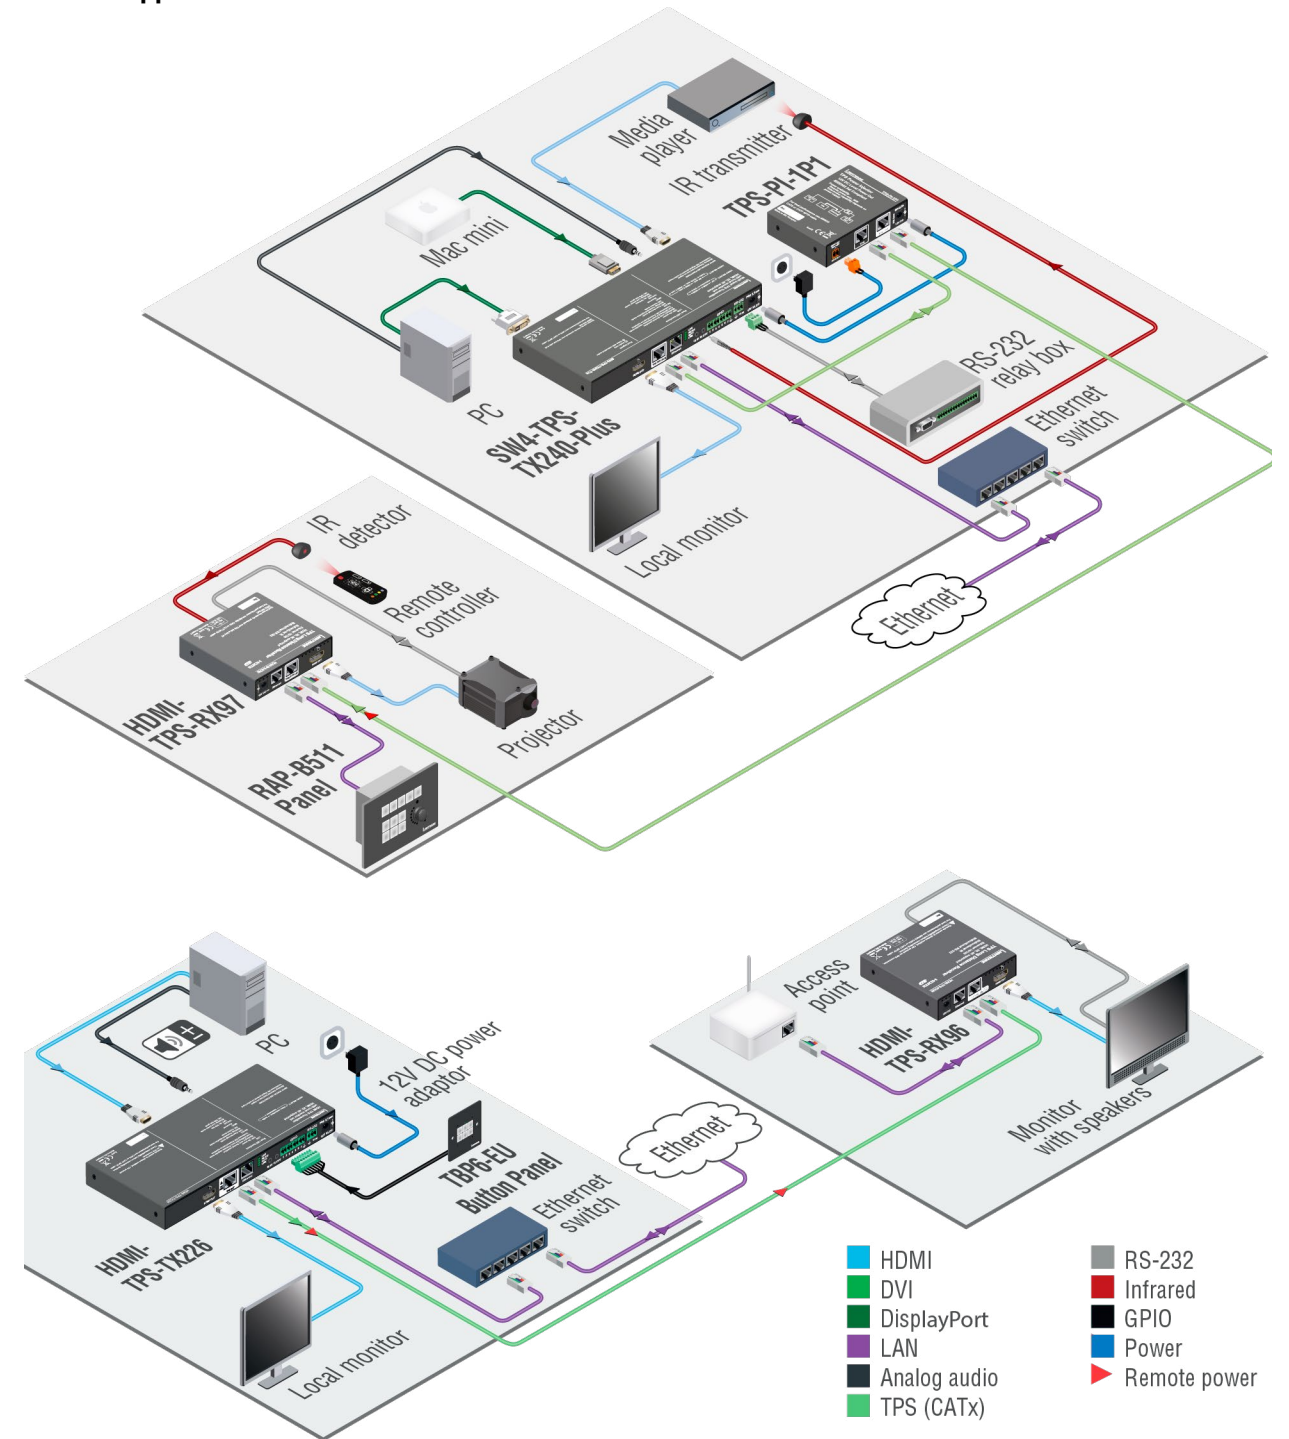 Media
player
IR transmitter
TPS-PI-1P1
Mac mini
PC
SW4-TPS-
TX240-Plus
RS-232
relay box
Ethernet
switch
Local monitor
Ethernet
IR
detector
Remote
controller
HDMI-
TPS-RX97
Projector
RAP-B511
Panel
PC
12V DC power
adaptor
TBP6-EU
Button Panel
Ethernet
switch
Ethernet
HDMI-
TPS-TX226
Local monitor
Access
point
HDMI-
TPS-RX96
Monitor
with speakers
HDMI
DVI
DisplayPort
LAN
Analog audio
TPS (CATx)
RS-232
Infrared
GPIO
Power
Remote power